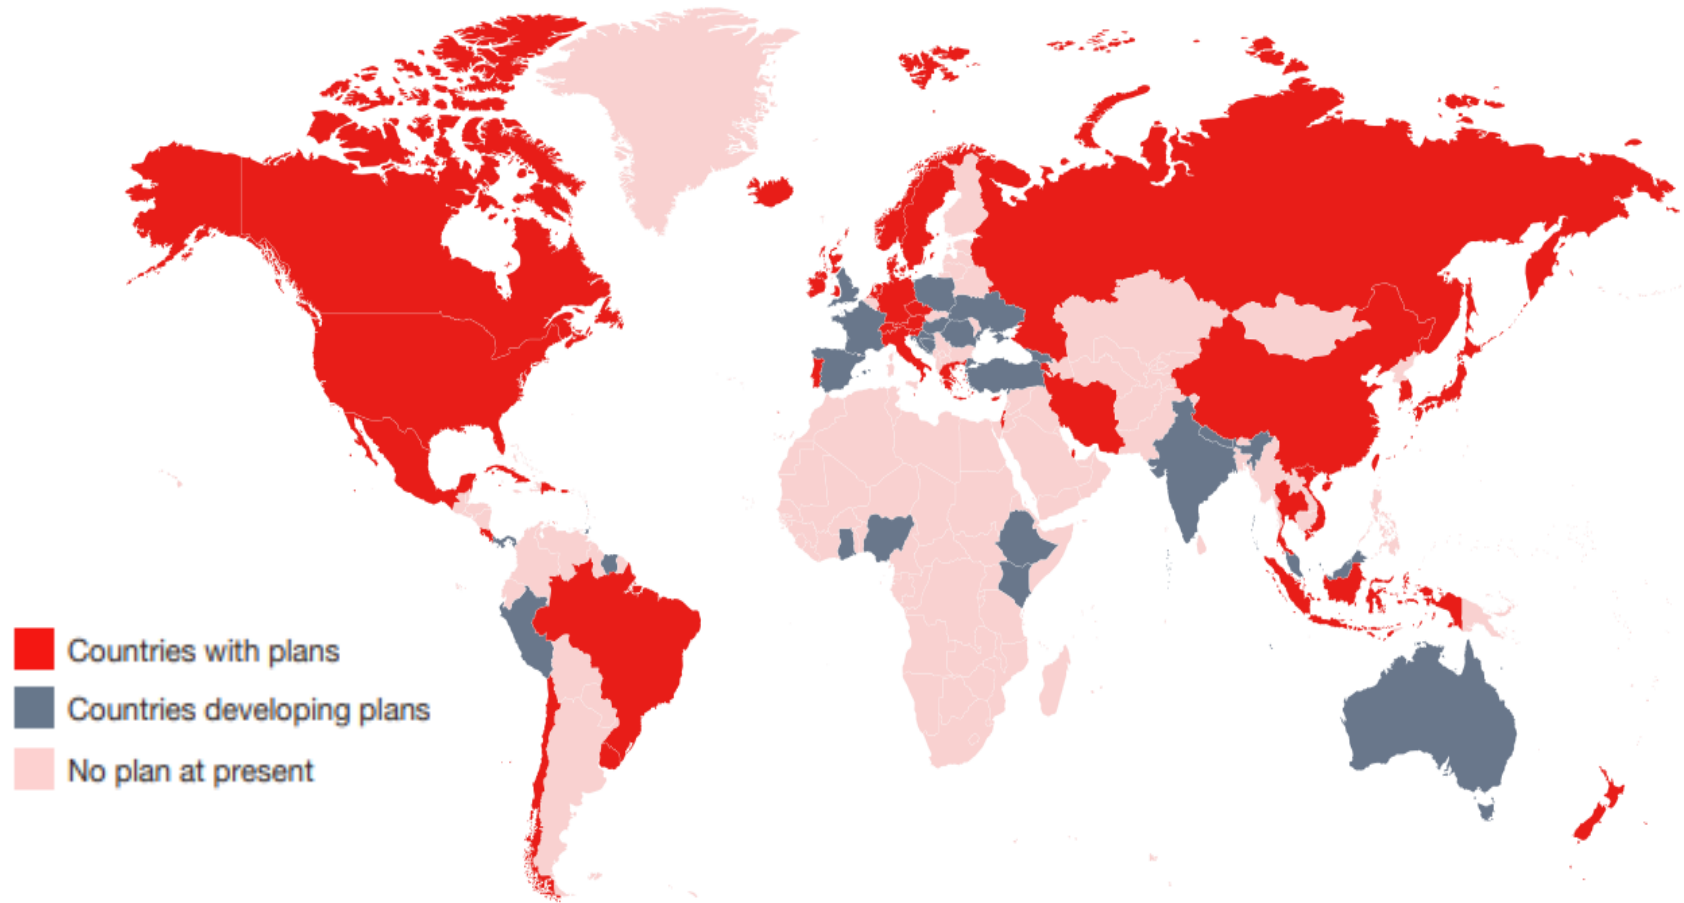 Countries with plans
Countries developing plans
No plan at present